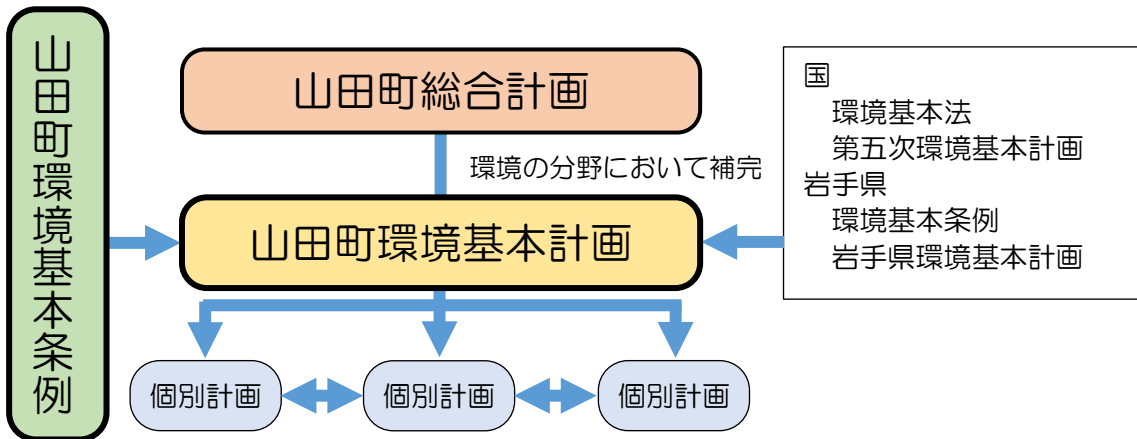 山田町環境基本条例
山田町総合計画
環境の分野において補完
山田町環境基本計画
個別計画
個別計画
個別計画
国
環境基本法
第五次環境基本計画
岩手県
環境基本条例
岩手県環境基本計画